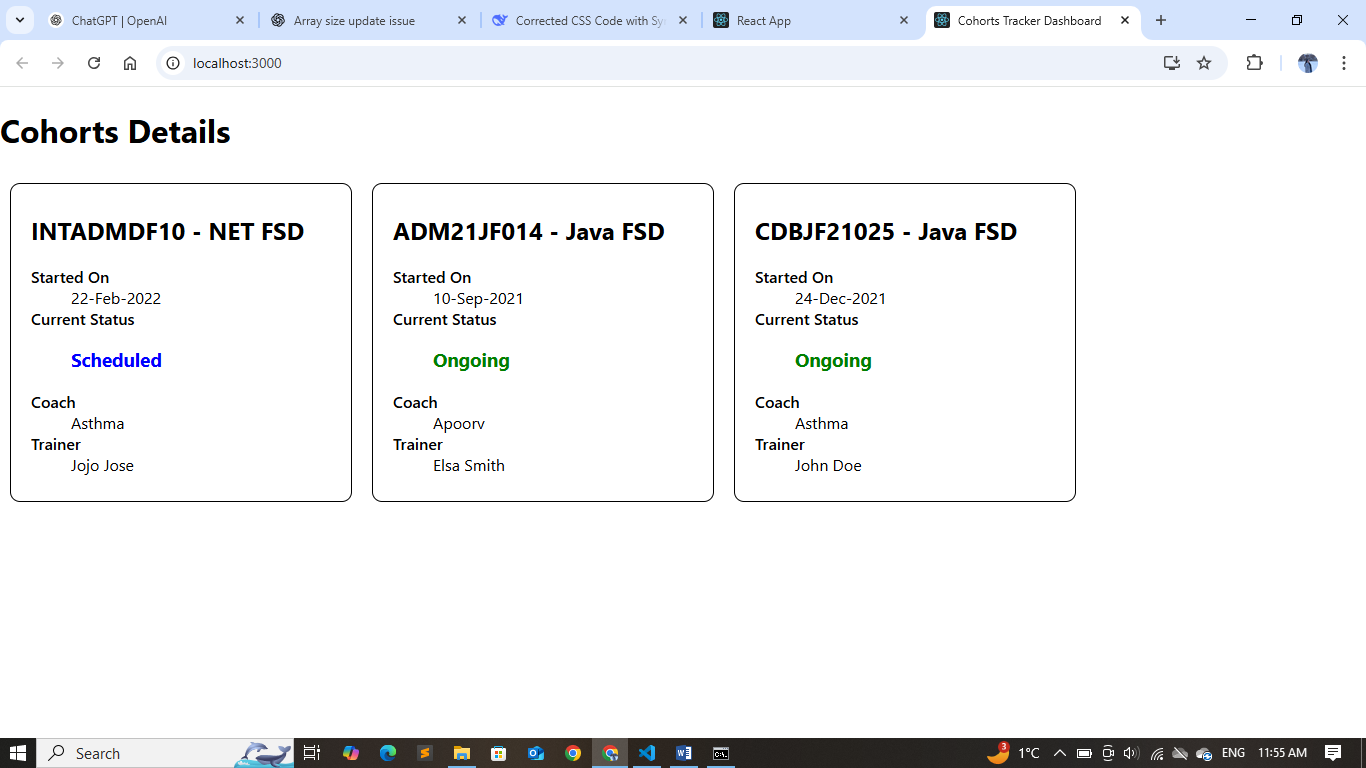 ChatGPT | OpenAI
Array size update issue
Corrected CSS Code with Sy
React App
Cohorts Tracker Dashboard
localhost:3000
Cohorts Details
INTADMDF10 - NET FSD
Started On
22-Feb-2022
Current Status
Scheduled
Coach
Asthma
Trainer
Jojo Jose
ADM21JF014 - Java FSD
Started On
10-Sep-2021
Current Status
Ongoing
Coach
Apoorv
Trainer
Elsa Smith
CDBJF21025 - Java FSD
Started On
24-Dec-2021
Current Status
Ongoing
Coach
Asthma
Trainer
John Doe
Search
3
1°C
ENG
11:55 AM